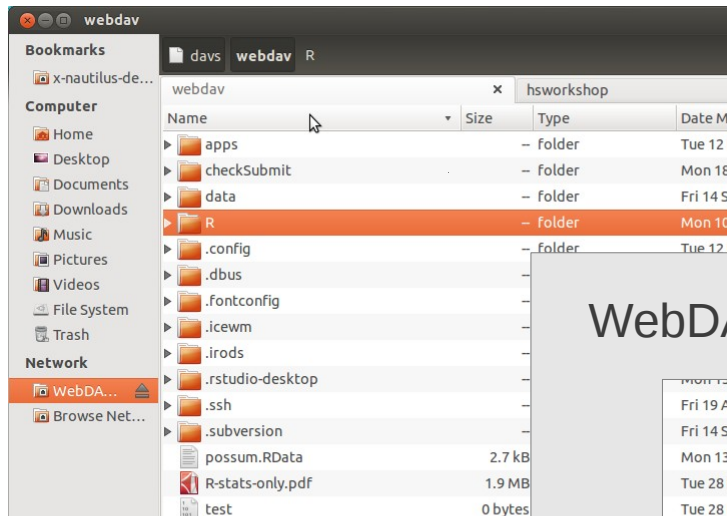 webdav
Bookmarks
x-nautilus-de...
Computer
Home
Desktop
Documents
Downloads
Music
Pictures
Videos
File System
Trash
Network
WebDA...
Browse Net...
davs webdav R
webdav × hsworkshop
Name Size Type Date M
apps -- folder Tue 12
checkSubmit -- folder Mon 18
data -- folder Fri 14 S
R -- folder Mon 10
.config -- folder Tue 12
.dbus --
.fontconfig --
.icewm --
.irods --
.rstudio-desktop --
.ssh --
.subversion --
possum.RData 2.7 kB
R-stats-only.pdf 1.9 MB
test 0 bytes
WebDA
Fri 19 A
Fri 14 S
Mon 13
Tue 28
Tue 28